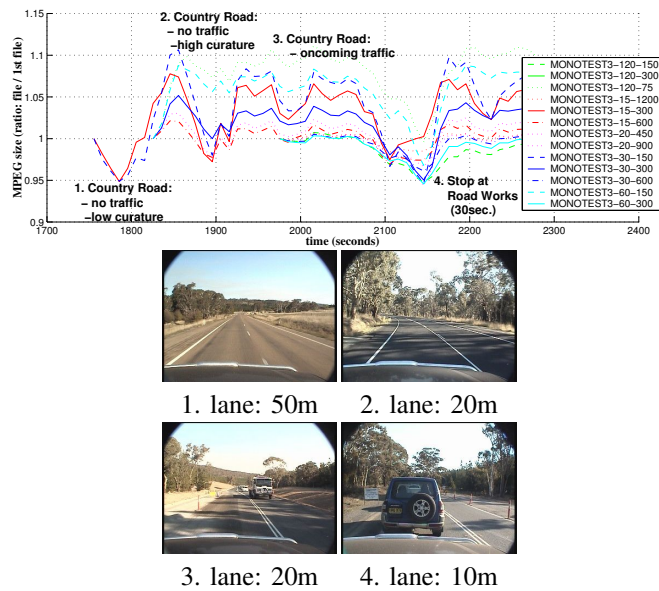 2. Country Road:
– no traffic
–high curature
3. Country Road:
– oncoming traffic
1. Country Road:
– no traffic
–low curature
4. Stop at
Road Works
(30sec.)
MPEG size (ratio: file / 1st file)
1.15
1.1
1.05
1
0.95
0.9
1700
1800
1900
2000
2100
2200
2300
2400
time (seconds)
MONOTEST3–120–150
MONOTEST3–120–300
MONOTEST3–120–75
MONOTEST3–15–1200
MONOTEST3–15–300
MONOTEST3–15–600
MONOTEST3–20–450
MONOTEST3–20–900
MONOTEST3–30–150
MONOTEST3–30–300
MONOTEST3–30–600
MONOTEST3–60–150
MONOTEST3–60–300
1. lane: 50m
2. lane: 20m
3. lane: 20m
4. lane: 10m